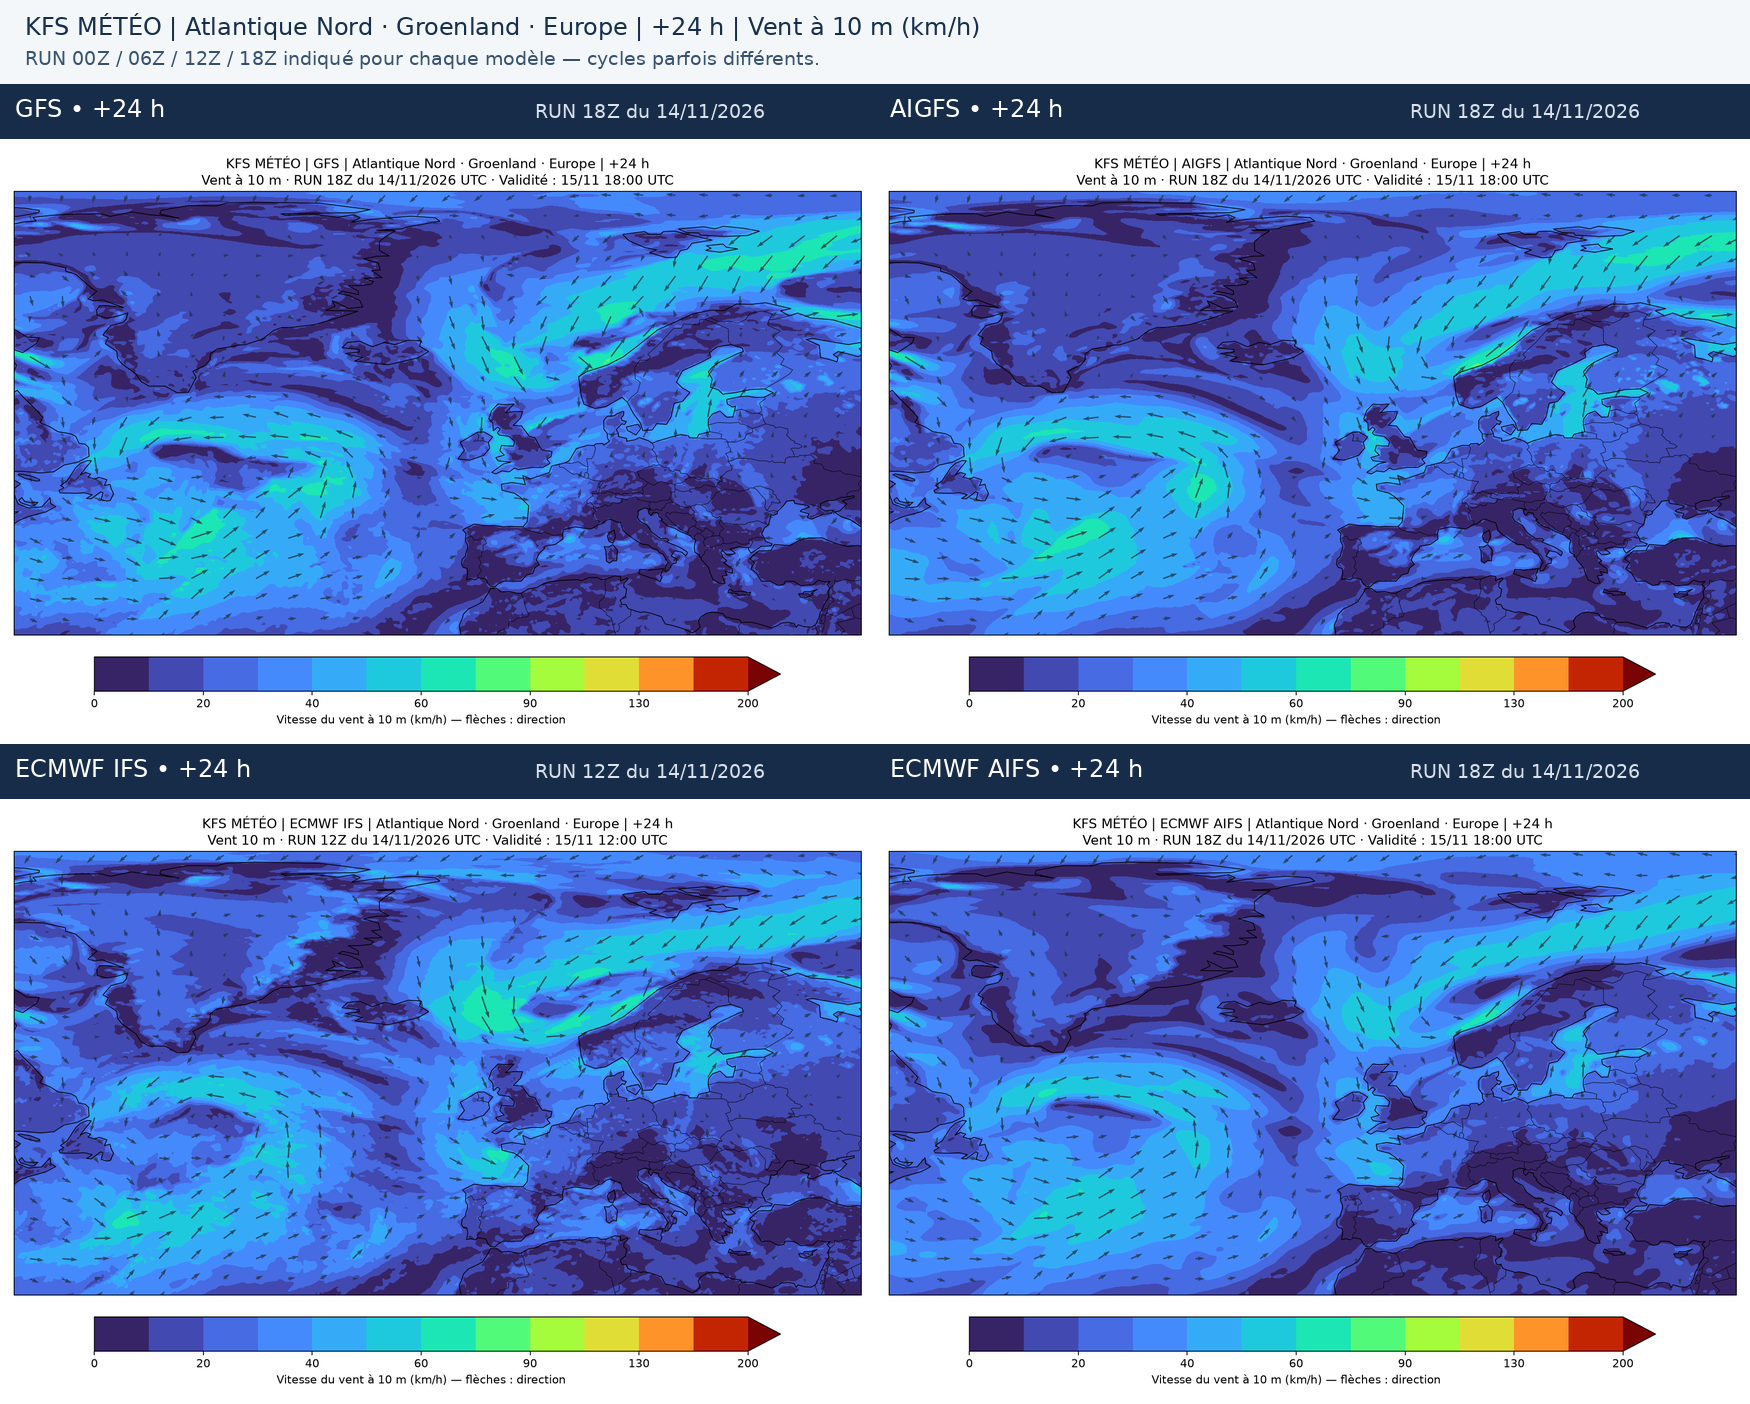 KFS MÉTÉO | Atlantique Nord · Groenland · Europe | +24 h | Vent à 10 m (km/h)
RUN 00Z / 06Z / 12Z / 18Z indiqué pour chaque modèle — cycles parfois différents.
GFS • +24 h
RUN 18Z du 14/11/2026
KFS MÉTÉO | GFS | Atlantique Nord · Groenland · Europe | +24 h
Vent à 10 m · RUN 18Z du 14/11/2026 UTC · Validité : 15/11 18:00 UTC
0 20 40 60 90 130 200
Vitesse du vent à 10 m (km/h) — flèches : direction
AIGFS • +24 h
RUN 18Z du 14/11/2026
KFS MÉTÉO | AIGFS | Atlantique Nord · Groenland · Europe | +24 h
Vent à 10 m · RUN 18Z du 14/11/2026 UTC · Validité : 15/11 18:00 UTC
0 20 40 60 90 130 200
Vitesse du vent à 10 m (km/h) — flèches : direction
ECMWF IFS • +24 h
RUN 12Z du 14/11/2026
KFS MÉTÉO | ECMWF IFS | Atlantique Nord · Groenland · Europe | +24 h
Vent 10 m · RUN 12Z du 14/11/2026 UTC · Validité : 15/11 12:00 UTC
0 20 40 60 90 130 200
Vitesse du vent à 10 m (km/h) — flèches : direction
ECMWF AIFS • +24 h
RUN 18Z du 14/11/2026
KFS MÉTÉO | ECMWF AIFS | Atlantique Nord · Groenland · Europe | +24 h
Vent 10 m · RUN 18Z du 14/11/2026 UTC · Validité : 15/11 18:00 UTC
0 20 40 60 90 130 200
Vitesse du vent à 10 m (km/h) — flèches : direction